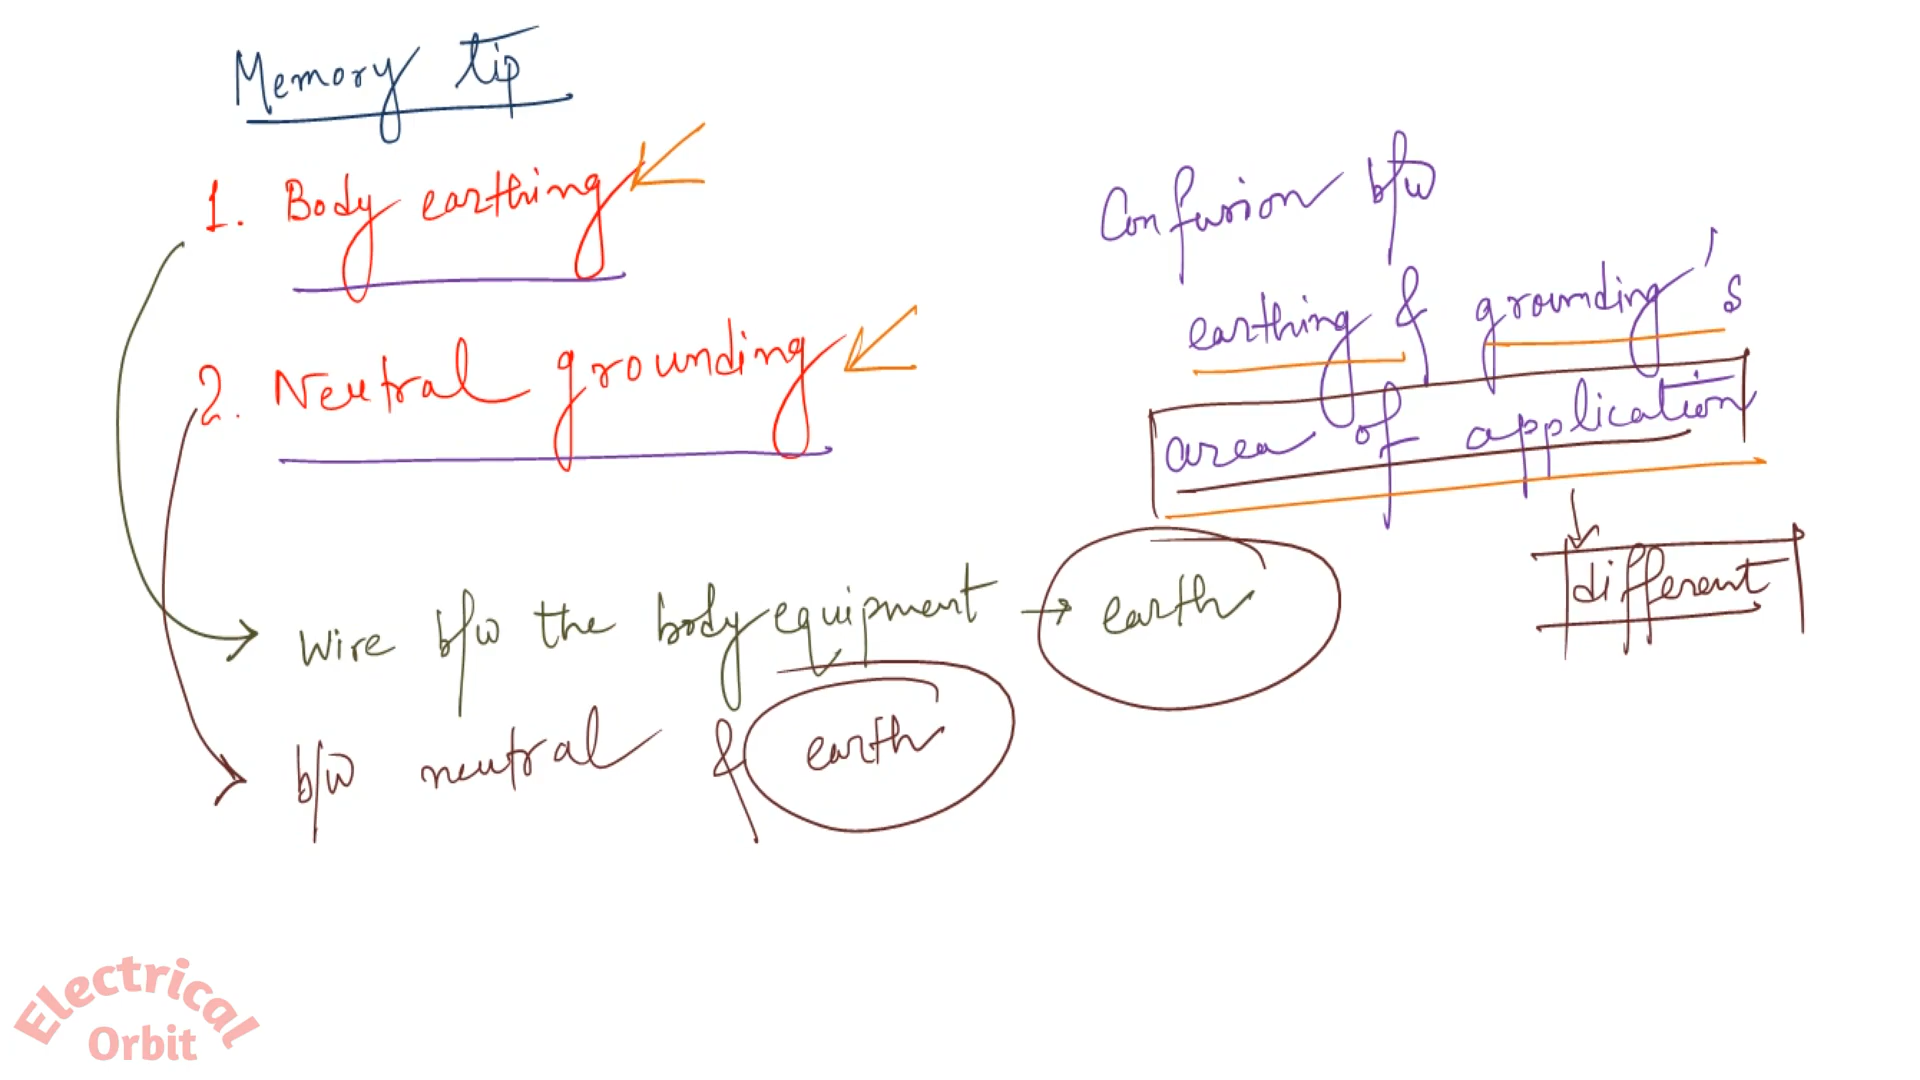 Memory tip
1. Body earthing
2. Neutral grounding
Confusion b/w
earthing & grounding's
area of application
different
Wire b/w the body equipment → earth
b/w neutral & earth
Electrical
Orbit